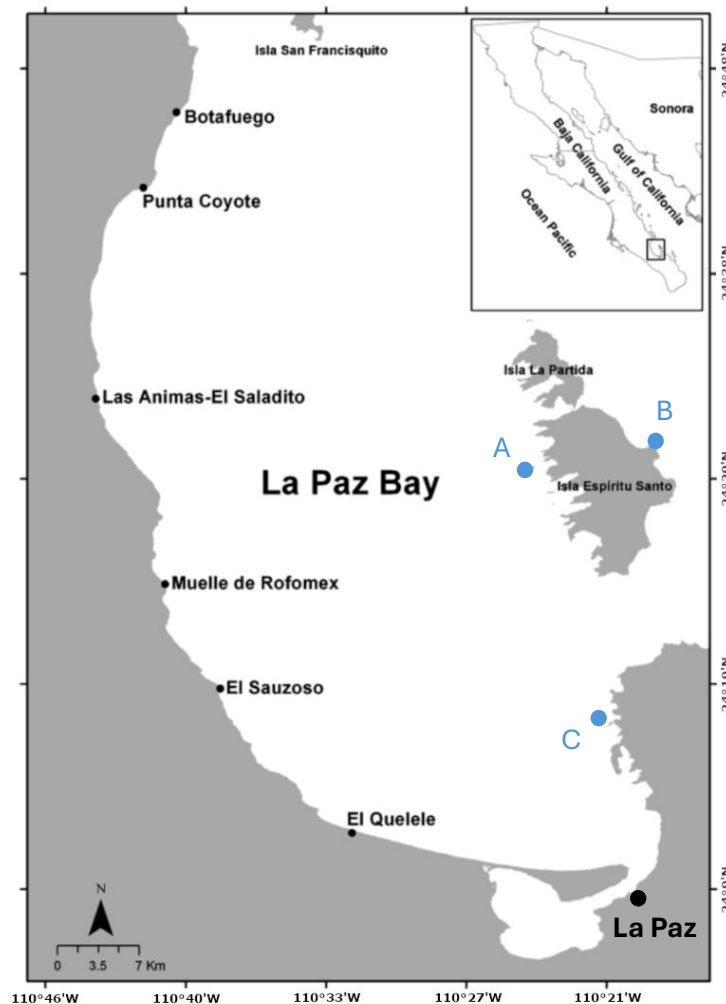 Isla San Francisquito
Botafuego
Punta Coyote
Sonora
Baja California
Gulf of California
Ocean Pacific
Isla La Partida
Las Animas-El Saladito
B
A
La Paz Bay
Isla Espiritu Santo
Muelle de Rofomex
El Sauzoso
C
El Quelele
N
La Paz
0 3.5 7 Km
110°46'W 110°40'W 110°33'W 110°27'W 110°21'W